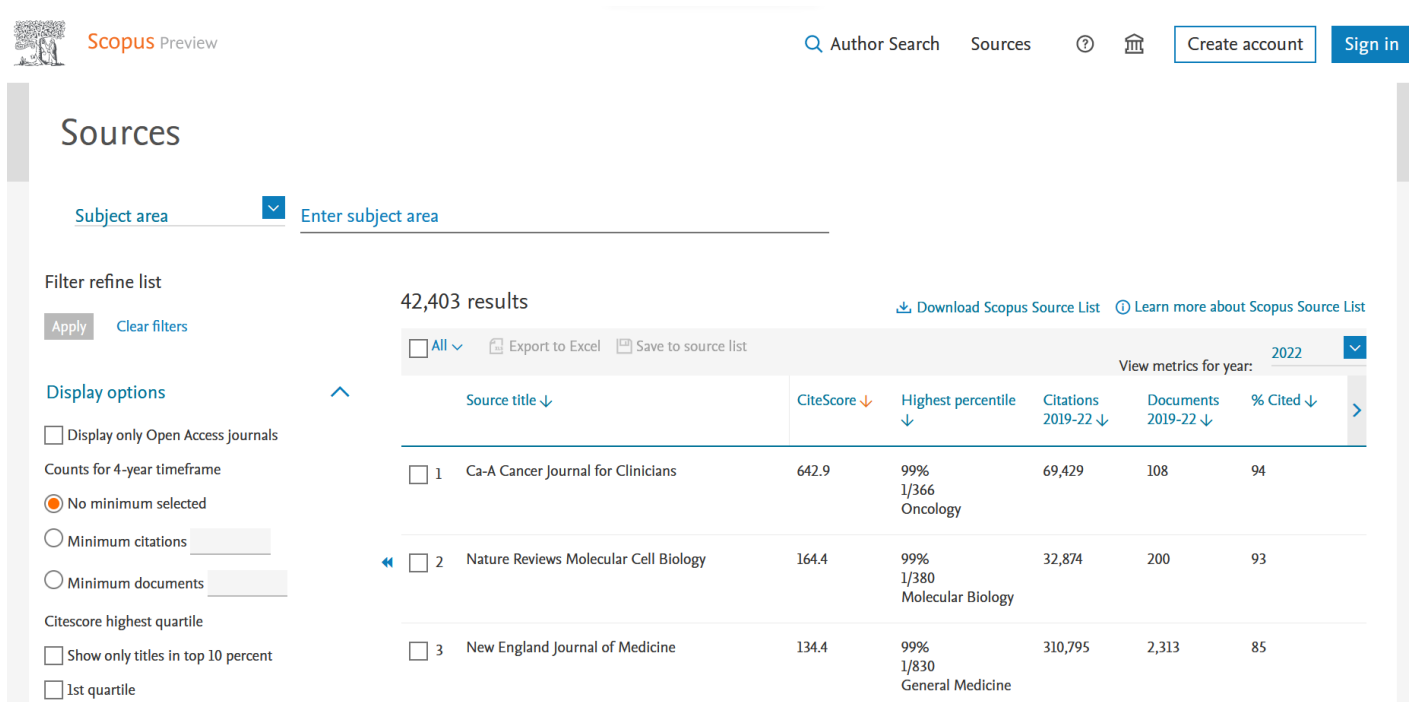 Scopus Preview
Author Search
Sources
Create account
Sign in
Sources
Subject area
Enter subject area
Filter refine list
Apply
Clear filters
Display options
Display only Open Access journals
Counts for 4-year timeframe
No minimum selected
Minimum citations
Minimum documents
Citescore highest quartile
Show only titles in top 10 percent
1st quartile
42,403 results
Download Scopus Source List
Learn more about Scopus Source List
All
Export to Excel
Save to source list
View metrics for year:
2022
Source title
CiteScore
Highest percentile
Citations
2019-22
Documents
2019-22
% Cited
1
Ca-A Cancer Journal for Clinicians
642.9
99%
1/366
Oncology
69,429
108
94
2
Nature Reviews Molecular Cell Biology
164.4
99%
1/380
Molecular Biology
32,874
200
93
3
New England Journal of Medicine
134.4
99%
1/830
General Medicine
310,795
2,313
85